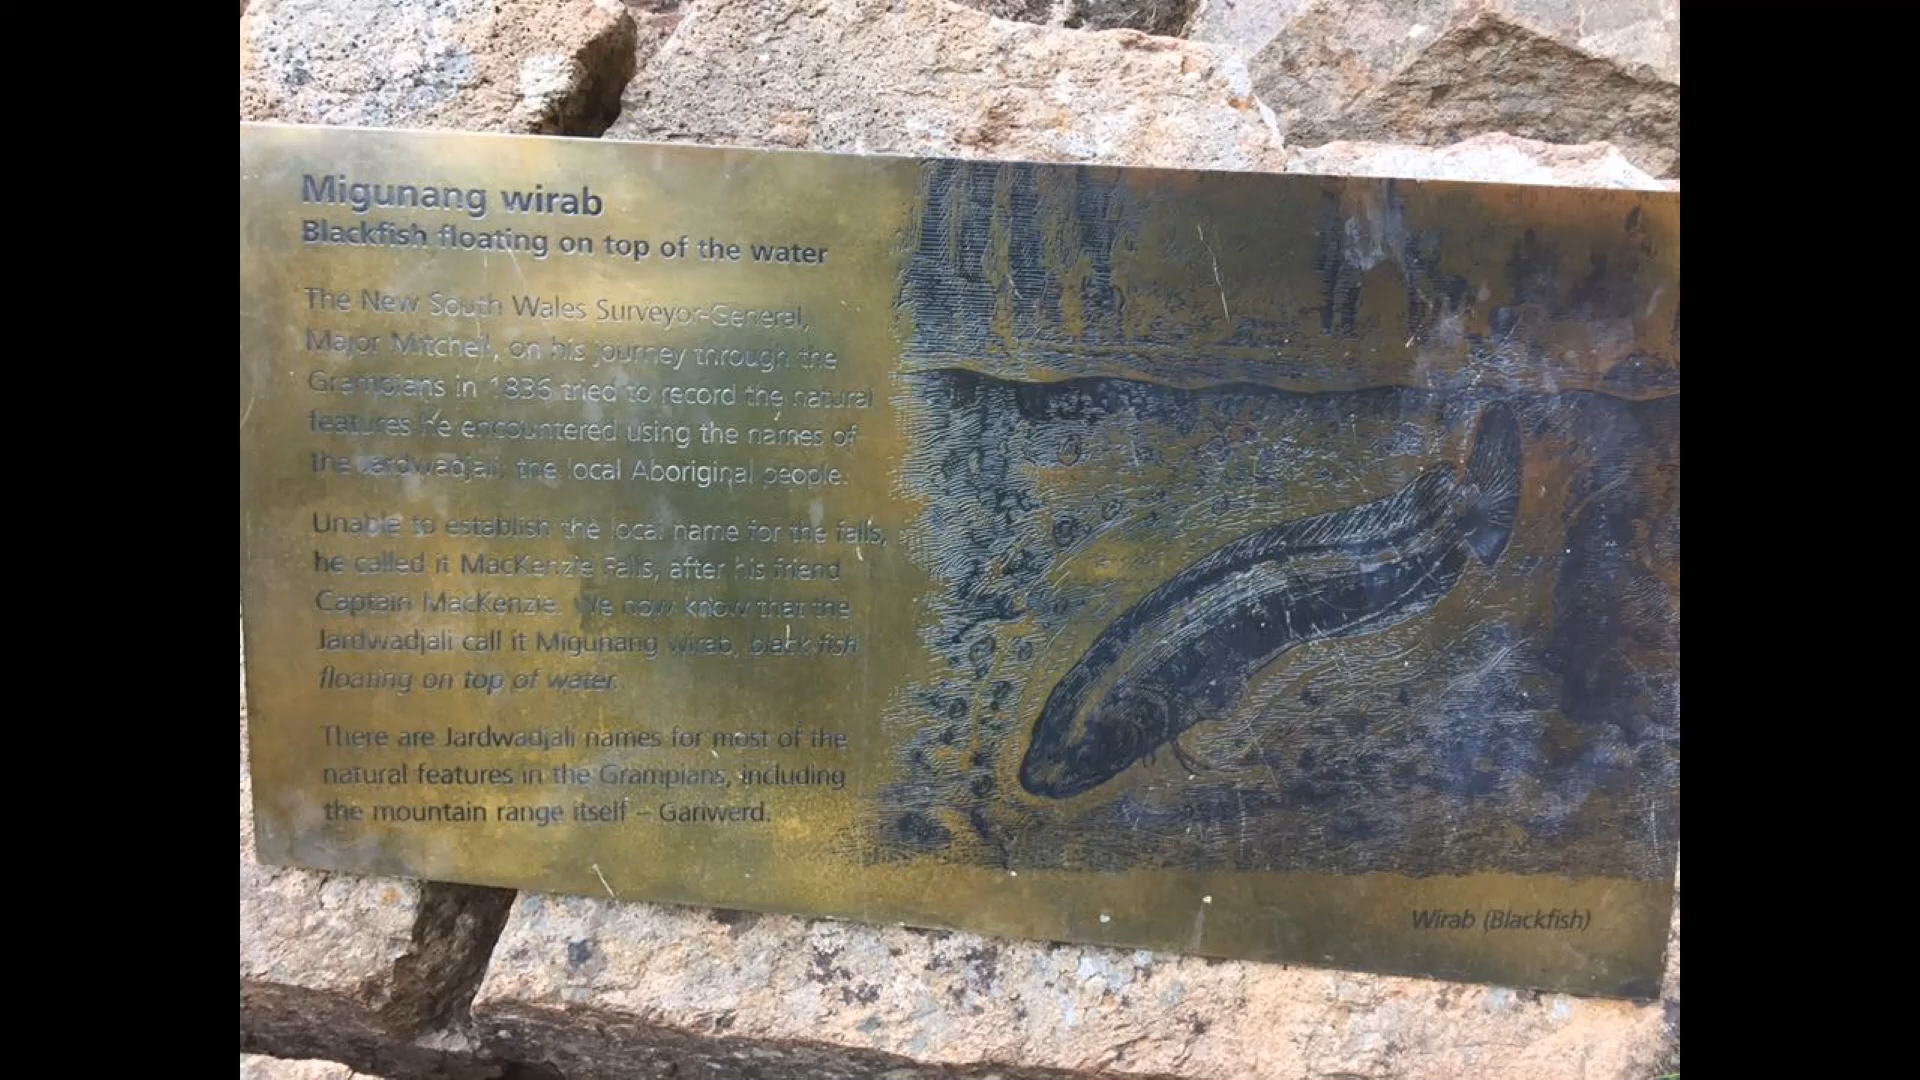 Migunang wirab
Blackfish floating on top of the water
The New South Wales Surveyor-General,
Major Mitchell, on his journey through the
Grampians in 1836 tried to record the natural
features he encountered using the names of
the Jardwadjali, the local Aboriginal people.
Unable to establish the local name for the falls,
he called it MacKenzie Falls, after his friend
Captain MacKenzie. We now know that the
Jardwadjali call it Migunang wirab, black fish
floating on top of water.
There are Jardwadjali names for most of the
natural features in the Grampians, including
the mountain range itself – Gariwerd.
Wirab (Blackfish)